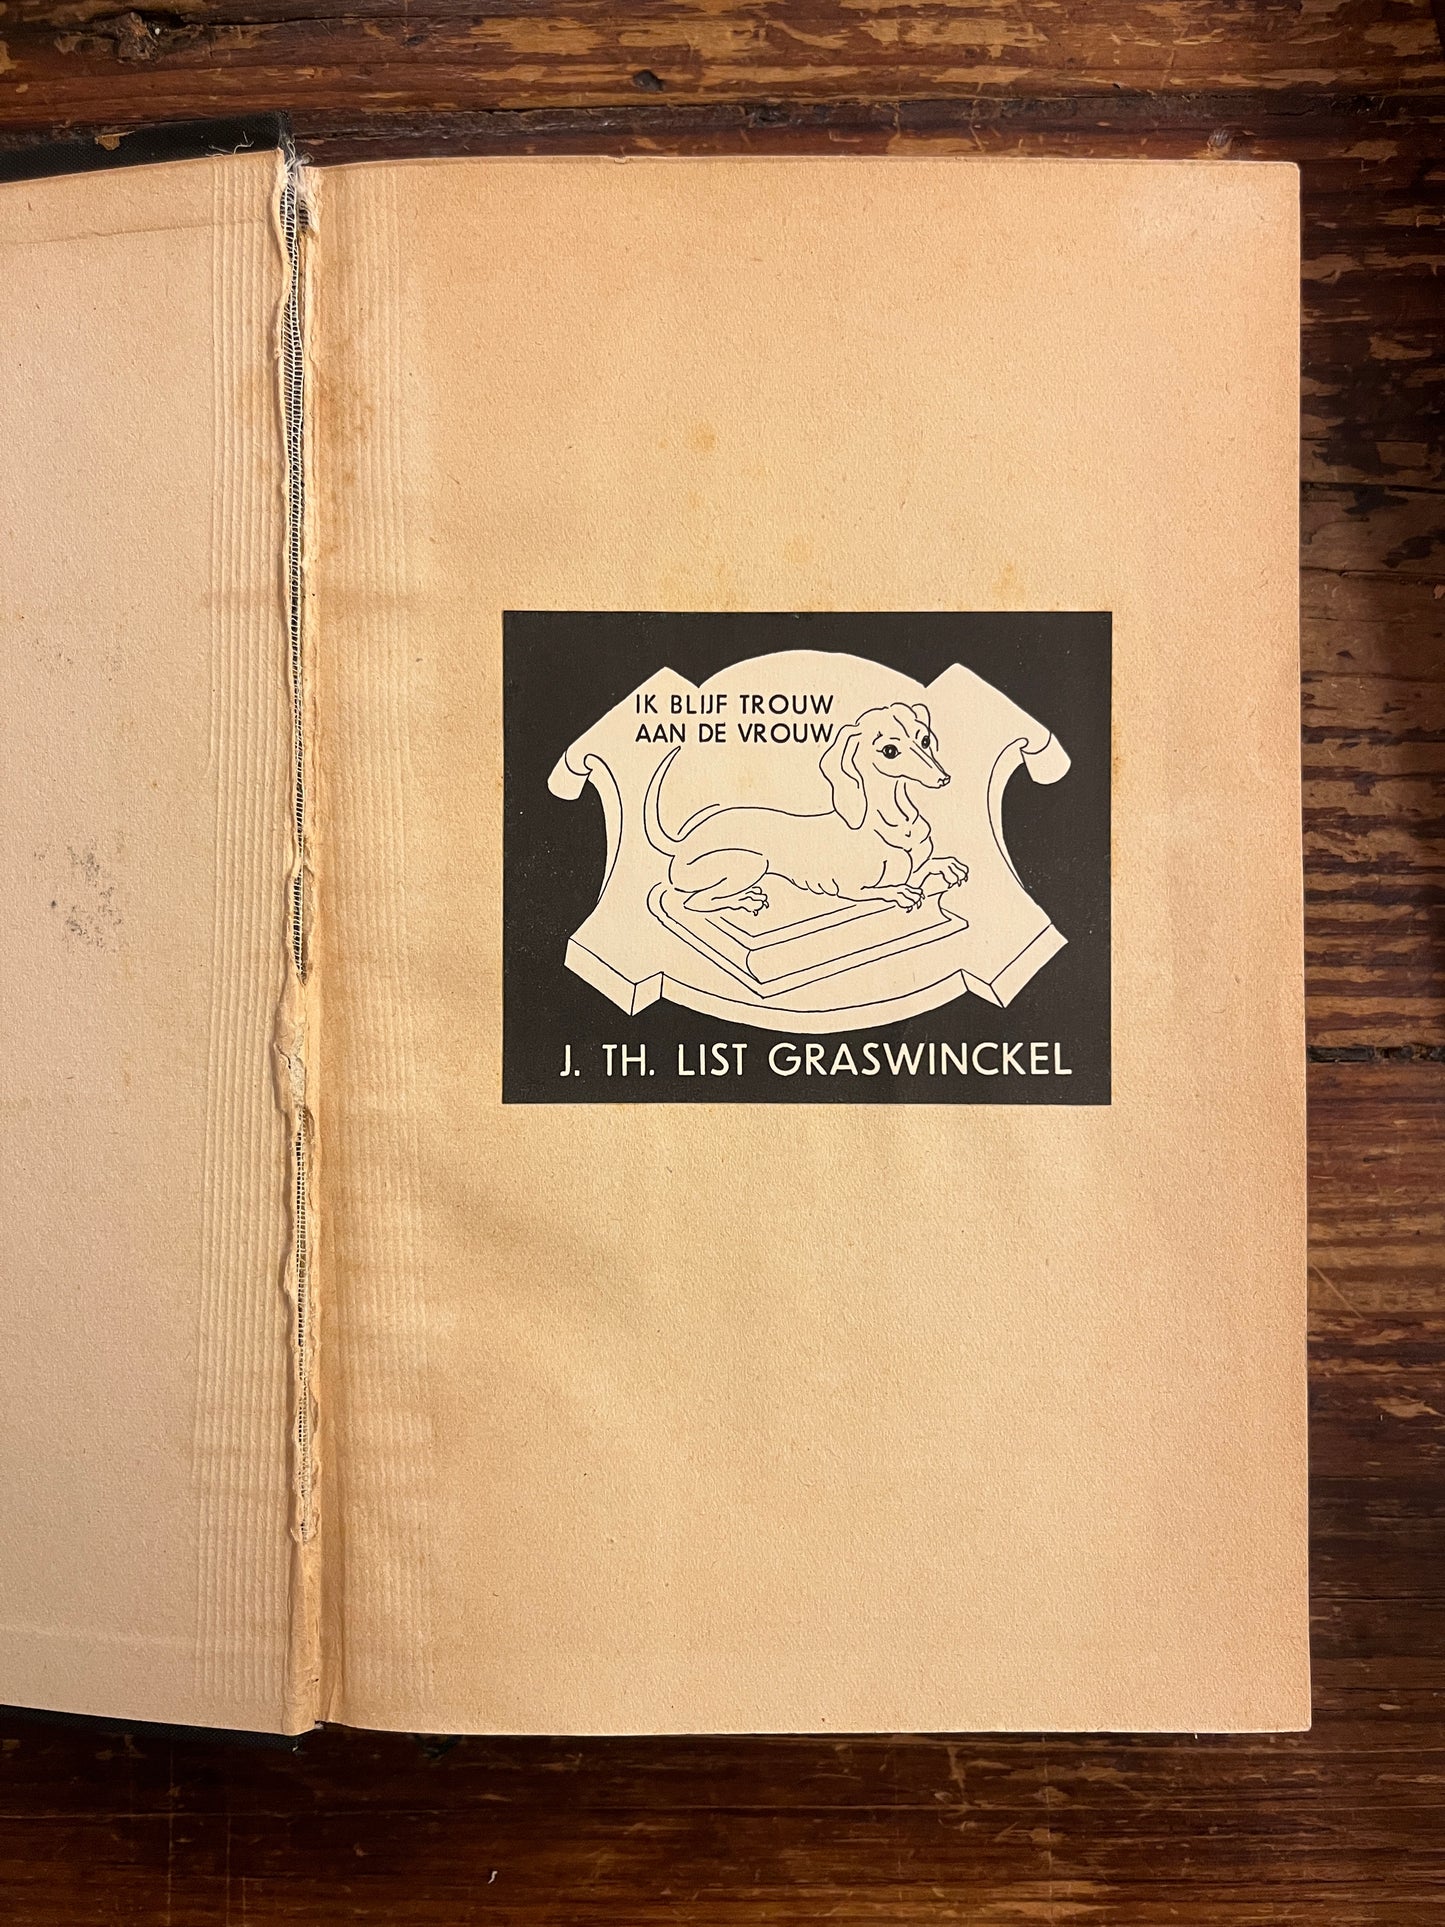 IK BLIJF TROUW
AAN DE VROUW
J. TH. LIST GRASWINCKEL